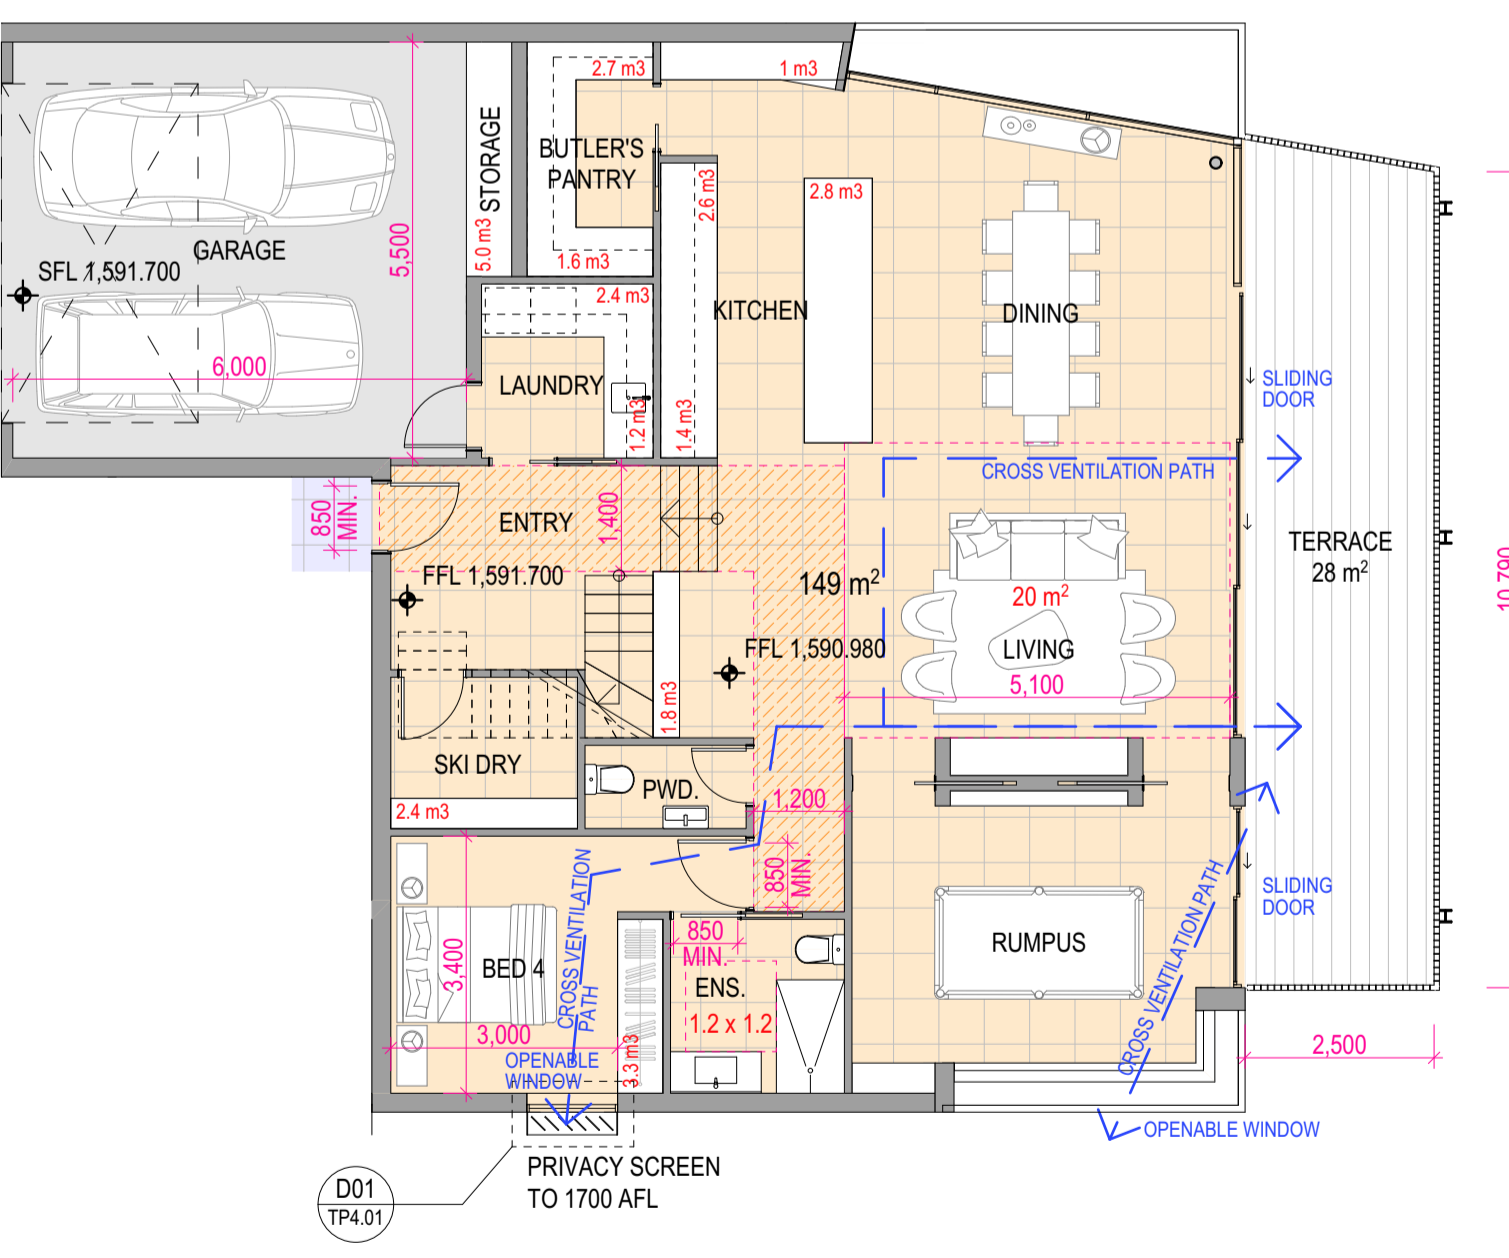 2.7 m3
1 m3
STORAGE
5.0 m3
BUTLER'S
PANTRY
1.6 m3
2.6 m3
2.8 m3
GARAGE
SFL 1,591.700
5,500
6,000
2.4 m3
LAUNDRY
1.2 m3
1.4 m3
KITCHEN
DINING
SLIDING
DOOR
CROSS VENTILATION PATH
850
MIN.
ENTRY
1,400
FFL 1,591.700
149 m²
TERRACE
28 m²
10,790
20 m²
LIVING
5,100
FFL 1,590.980
1.8 m3
SKI DRY
2.4 m3
PWD.
1,200
850
MIN.
CROSS VENTILATION
PATH
BED 4
3,400
3,000
OPENABLE
WINDOW
3.3 m3
850
MIN.
ENS.
1.2 x 1.2
RUMPUS
CROSS VENTILATION PATH
SLIDING
DOOR
2,500
OPENABLE WINDOW
PRIVACY SCREEN
TO 1700 AFL
D01
TP4.01